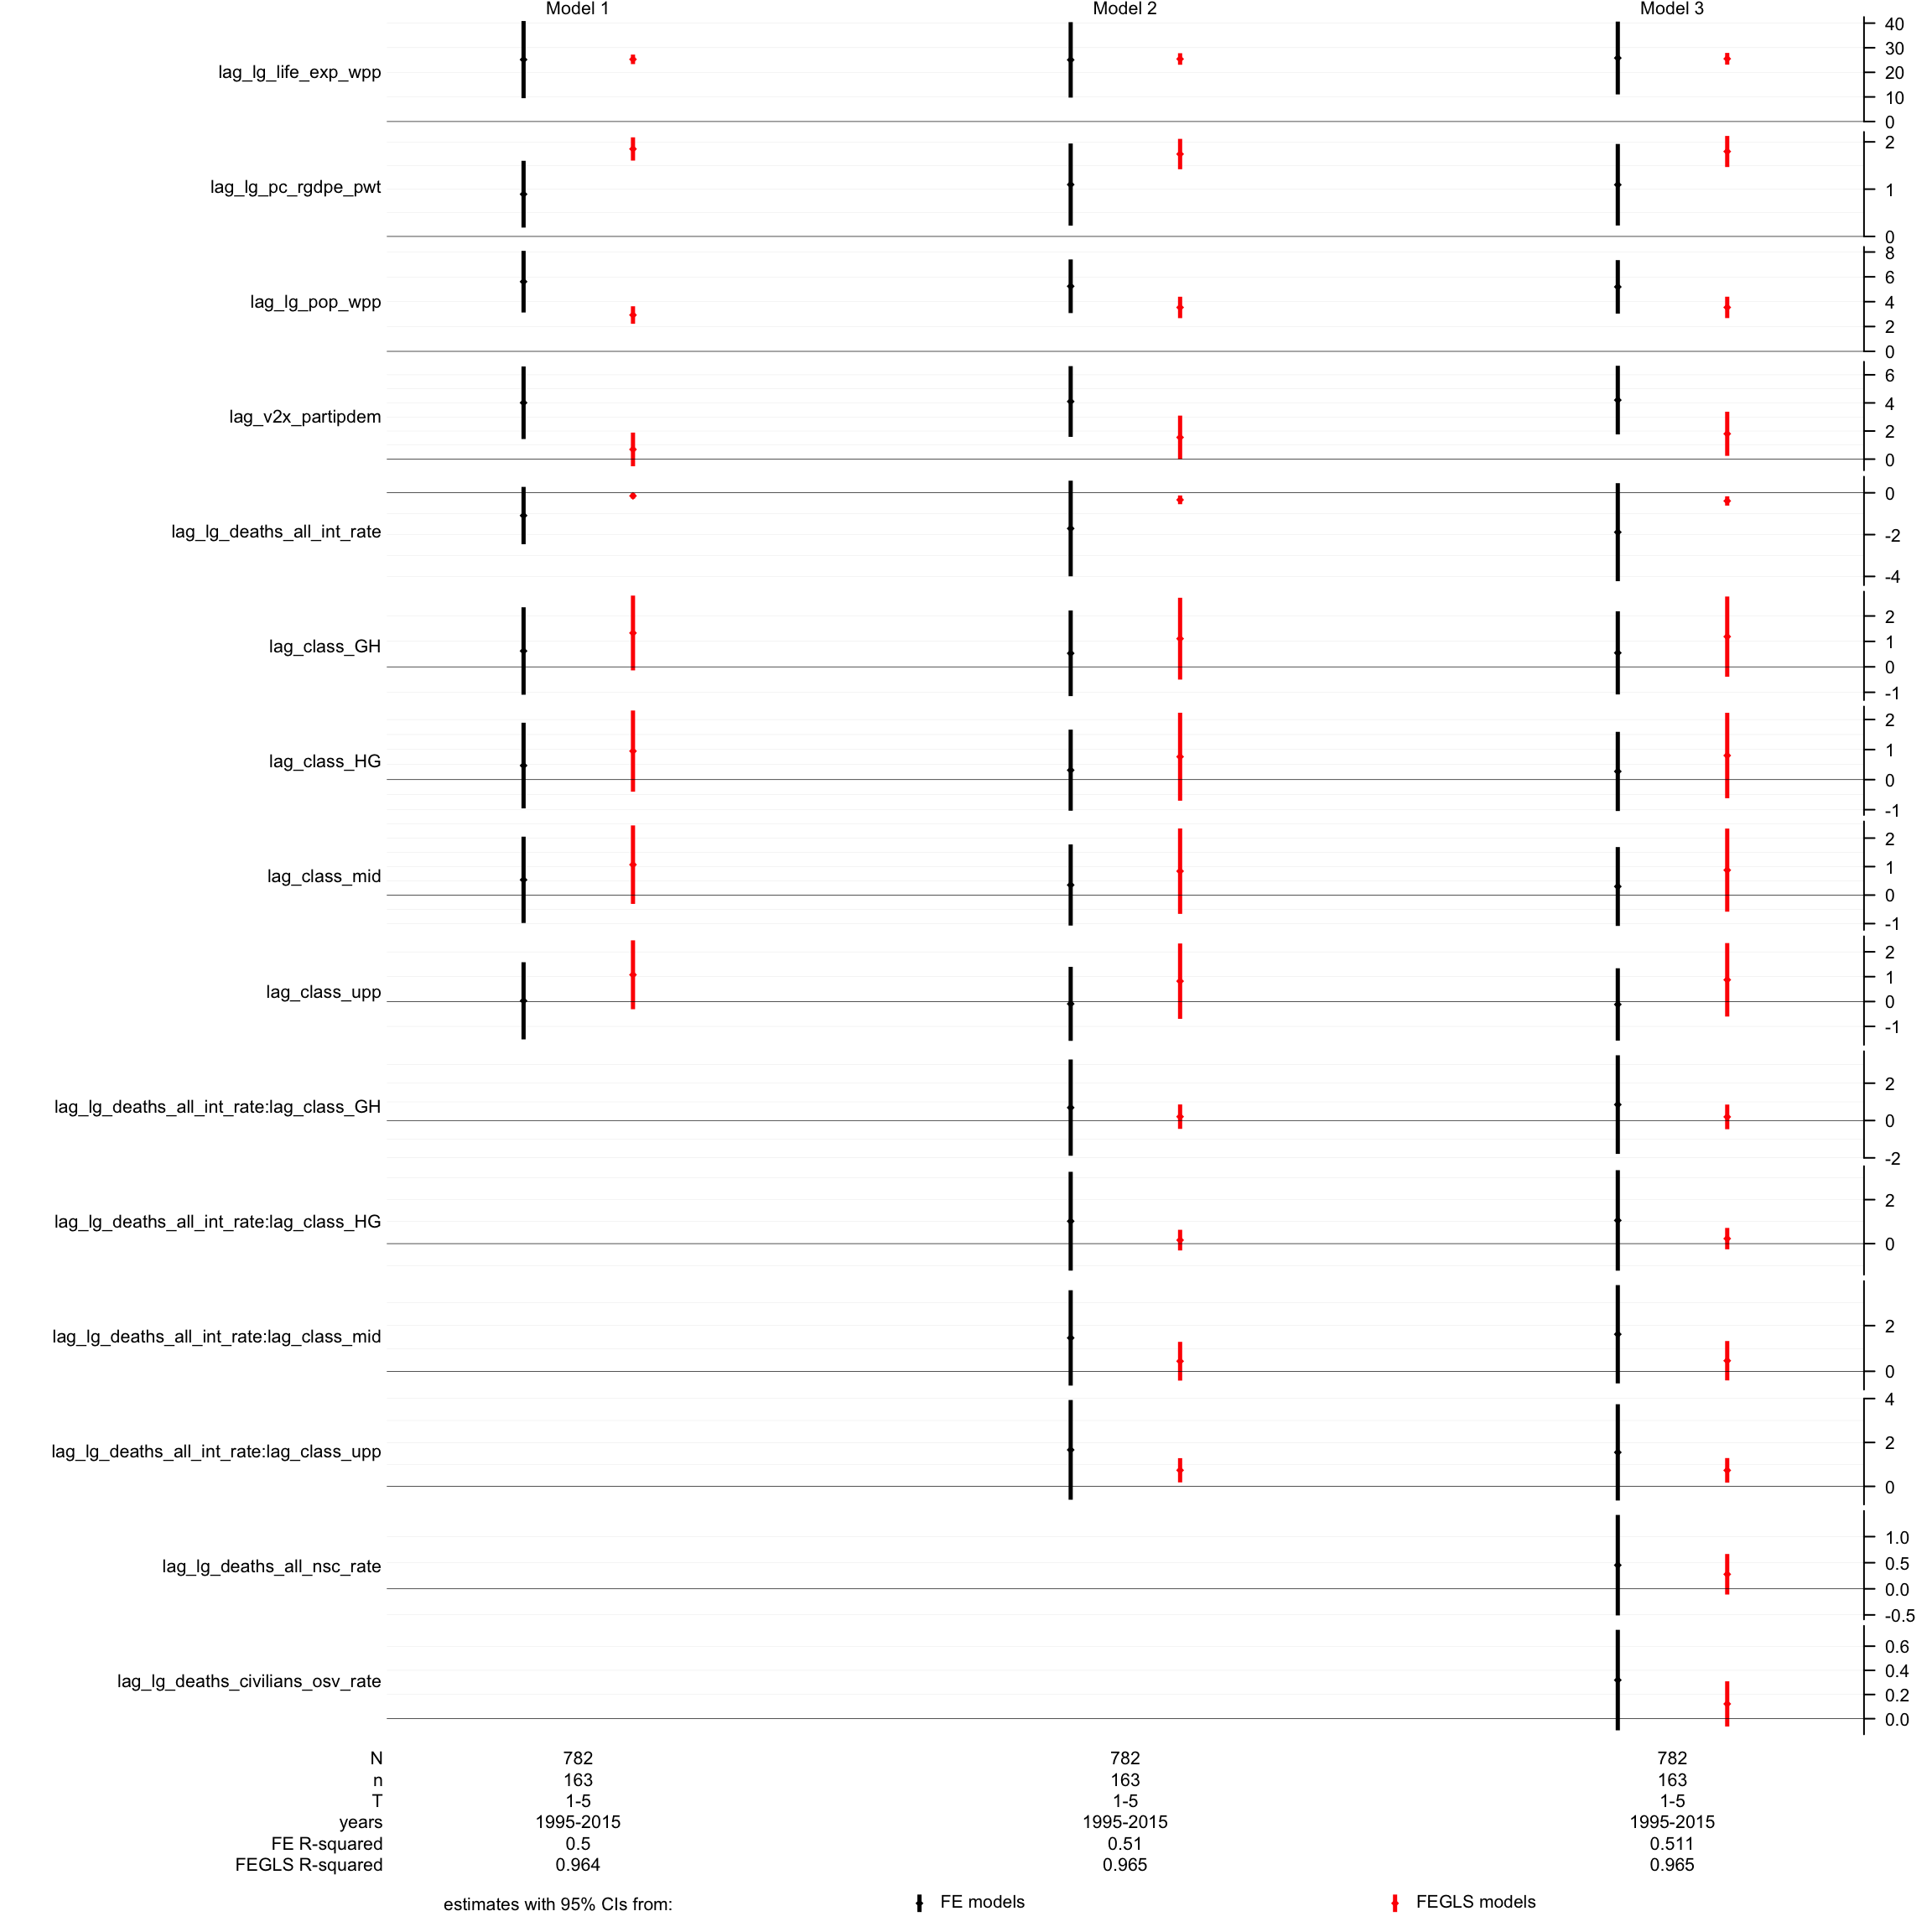 Model 1 Model 2 Model 3
lag_lg_life_exp_wpp
40
30
20
10
0
lag_lg_pc_rgdpe_pwt
2
1
0
lag_lg_pop_wpp
8
6
4
2
0
lag_v2x_partipdem
6
4
2
0
lag_lg_deaths_all_int_rate
0
-2
-4
lag_class_GH
2
1
0
-1
lag_class_HG
2
1
0
-1
lag_class_mid
2
1
0
-1
lag_class_upp
2
1
0
-1
lag_lg_deaths_all_int_rate:lag_class_GH
2
0
-2
lag_lg_deaths_all_int_rate:lag_class_HG
2
0
lag_lg_deaths_all_int_rate:lag_class_mid
2
0
lag_lg_deaths_all_int_rate:lag_class_upp
4
2
0
lag_lg_deaths_all_nsc_rate
1.0
0.5
0.0
-0.5
lag_lg_deaths_civilians_osv_rate
0.6
0.4
0.2
0.0
N 782 782 782
n 163 163 163
T 1-5 1-5 1-5
years 1995-2015 1995-2015 1995-2015
FE R-squared 0.5 0.51 0.511
FEGLS R-squared 0.964 0.965 0.965
estimates with 95% CIs from: FE models FEGLS models